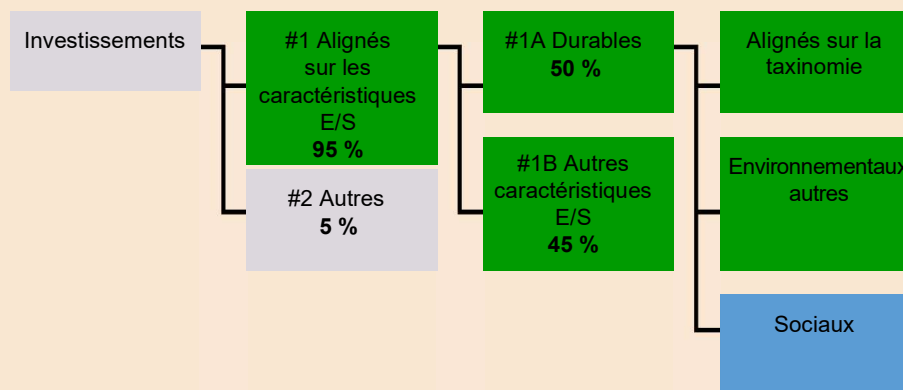 Investissements
#1 Alignés
sur les
caractéristiques
E/S
95 %
#2 Autres
5 %
#1A Durables
50 %
#1B Autres
caractéristiques
E/S
45 %
Alignés sur la
taxinomie
Environnementaux
autres
Sociaux